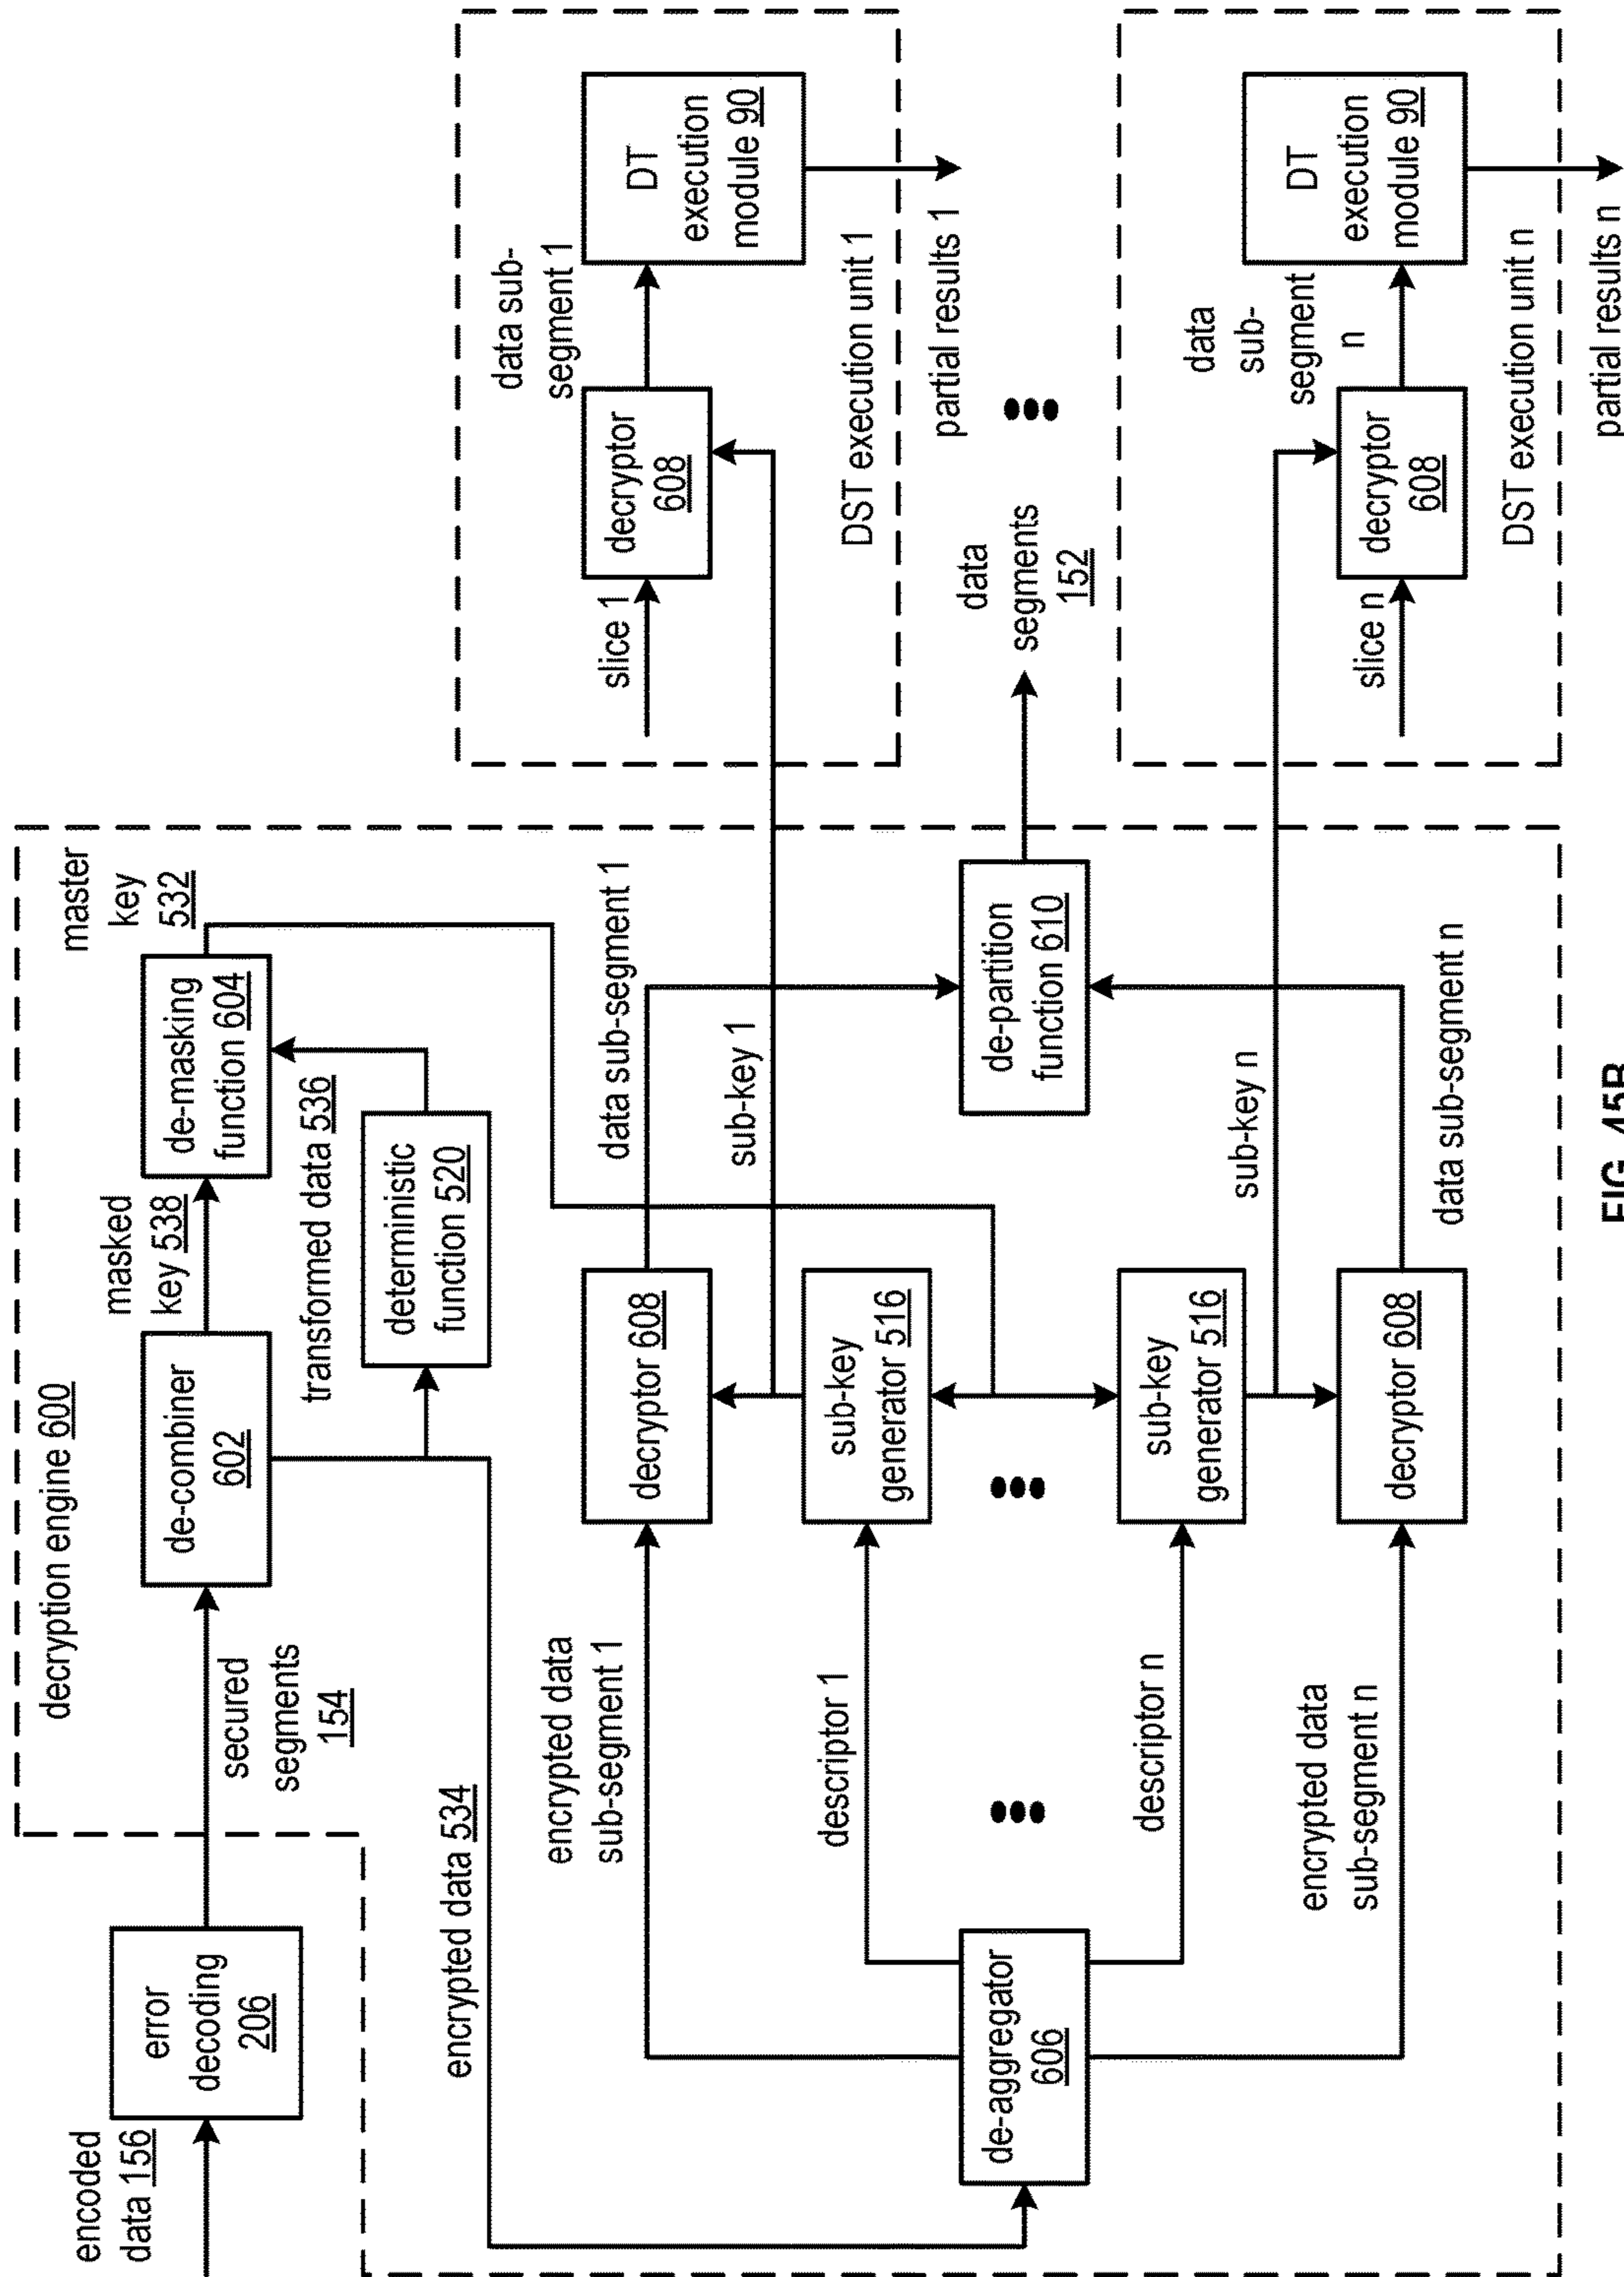 encoded
data 156
error
decoding
206
decryption engine 600
secured
segments
154
de-combiner
602
masked
key 538
de-masking
function 604
master
key
532
transformed data 536
deterministic
function 520
encrypted data 534
de-aggregator
606
encrypted data
sub-segment 1
descriptor 1
descriptor n
encrypted data
sub-segment n
decryptor 608
sub-key
generator 516
sub-key
generator 516
decryptor 608
data sub-segment 1
sub-key 1
sub-key n
data sub-segment n
de-partition
function 610
data
segments
152
slice 1
decryptor
608
data sub-
segment 1
DT
execution
module 90
DST execution unit 1
partial results 1
slice n
decryptor
608
data
sub-
segment
n
DT
execution
module 90
DST execution unit n
partial results n
FIG. 45B